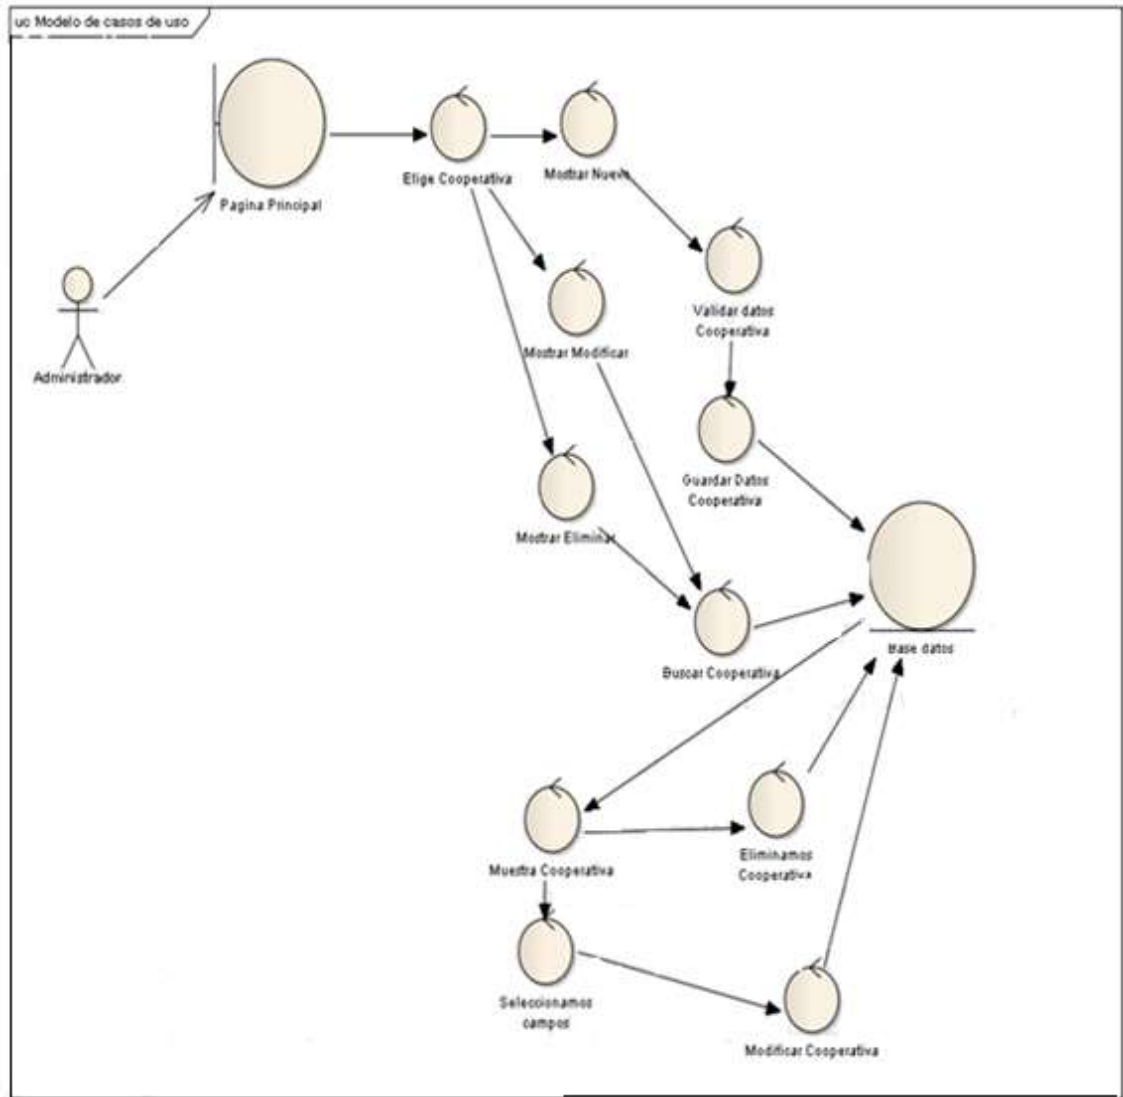 uc Modelo de casos de uso
Pagina Principal
Elige Cooperativa
Mostrar Nuevo
Administrador
Validar datos
Cooperativa
Mostrar Modificar
Guardar Datos
Cooperativa
Mostrar Eliminar
Base datos
Buscar Cooperativa
Muestra Cooperativa
Eliminamos
Cooperativa
Seleccionamos
campos
Modificar Cooperativa